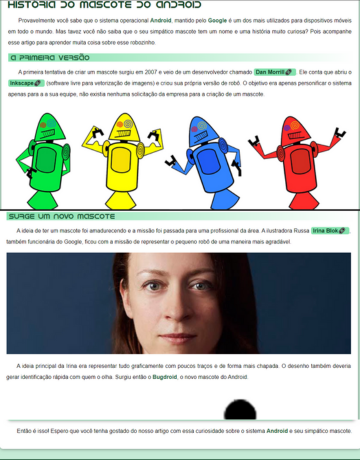 HISTÓRIA DO MASCOTE DO ANDROID
Provavelmente você sabe que o sistema operacional Android, mantido pelo Google é um dos mais utilizados para dispositivos móveis
em todo o mundo. Mas talvez você não saiba que o seu simpático mascote tem um nome e uma história muito curiosa? Pois acompanhe
esse artigo para aprender muita coisa sobre esse robozinho.
A PRIMEIRA VERSÃO
A primeira tentativa de criar um mascote surgiu em 2007 e veio de um desenvolvedor chamado Dan Morrill. Ele conta que abriu o
Inkscape (software livre para vetorização de imagens) e criou sua própria versão de robô. O objetivo era apenas personificar o sistema
apenas para a a sua equipe, não existia nenhuma solicitação da empresa para a criação de um mascote
SURGE UM NOVO MASCOTE
A ideia de ter um mascote foi amadurecendo e a missão foi passada para uma profissional da área. A ilustradora Russa Irina Blok,
também funcionária do Google, ficou com a missão de representar o pequeno robô de uma maneira mais agradável.
A ideia principal da Irina era representar tudo graficamente com poucos traços e de forma mais chapada. O desenho também deveria
gerar identificação rápida com quem o olha. Surgiu então o Bugdroid, o novo mascote do Android.
Então é isso! Espero que você tenha gostado do nosso artigo com essa curiosidade sobre o sistema Android e seu simpático mascote.